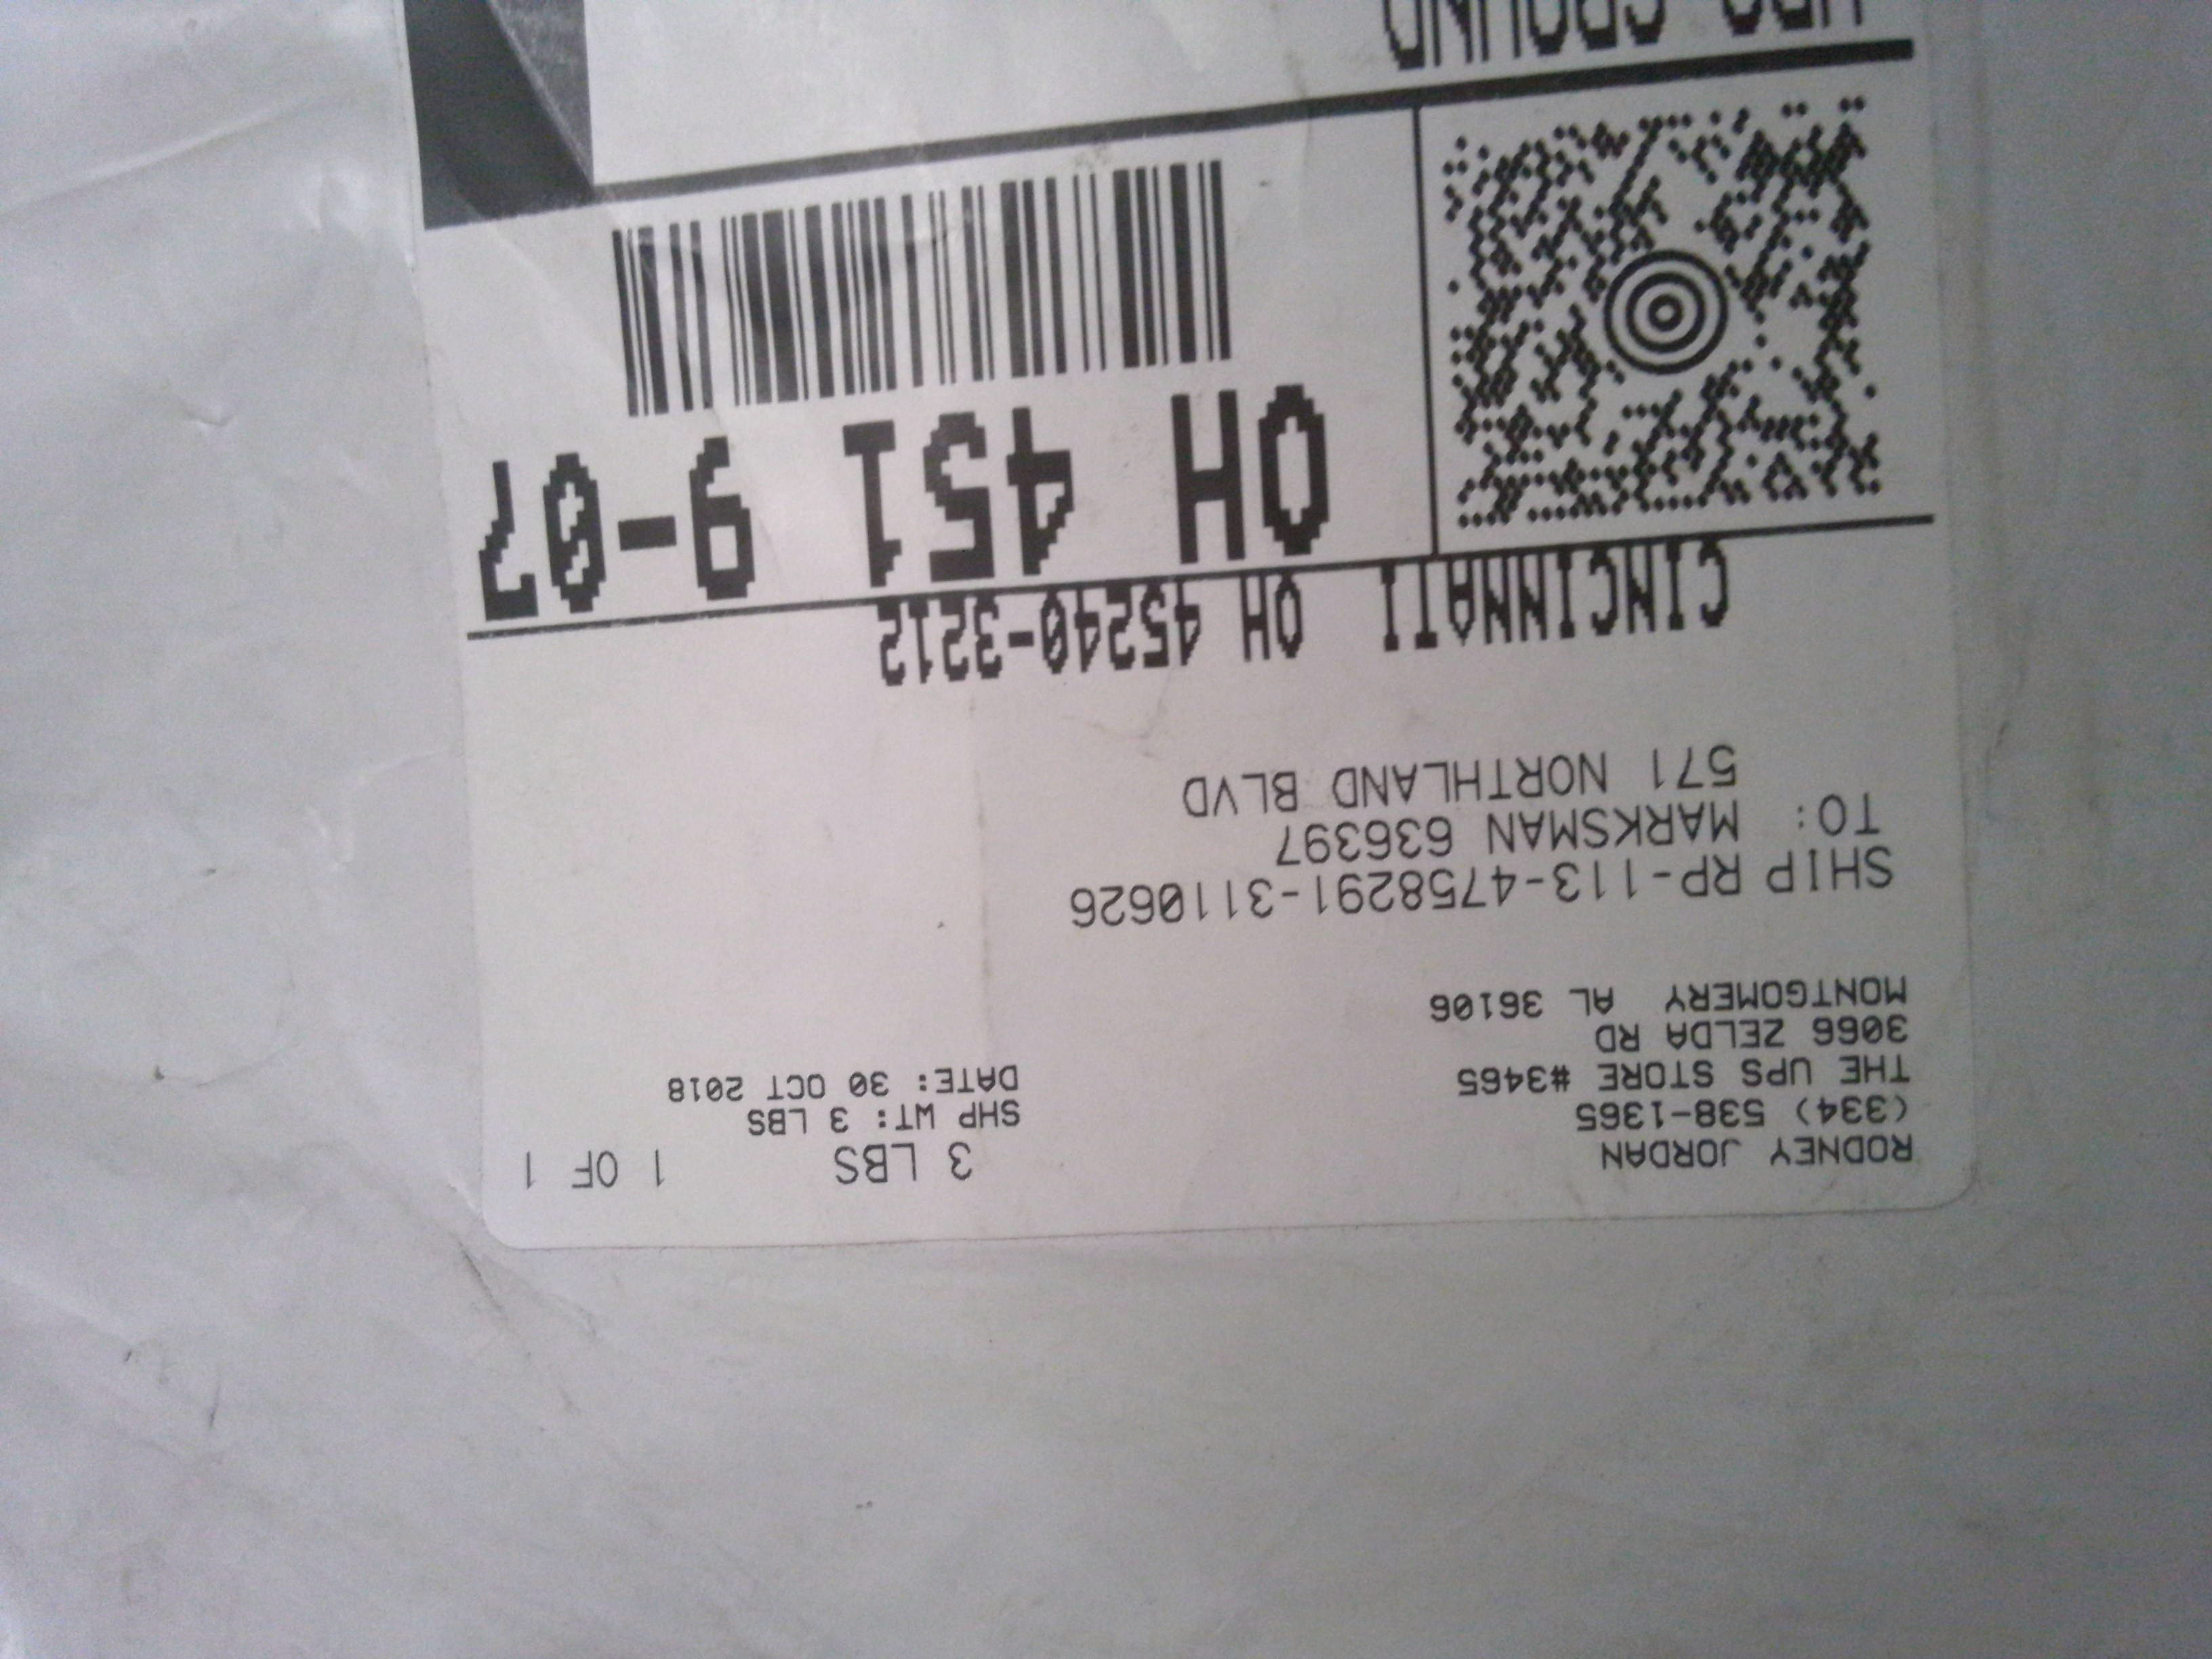 RODNEY JORDAN
(334) 538-1365
THE UPS STORE #3465
3066 ZELDA RD
MONTGOMERY AL 36106
3 LBS 1 OF 1
SHP WT: 3 LBS
DATE: 30 OCT 2018
SHIP RP-113-4758291-3110626
TO: MARKSMAN 636397
571 NORTHLAND BLVD
CINCINNATI OH 45240-3212
OH 451 9-07
UPS GROUND